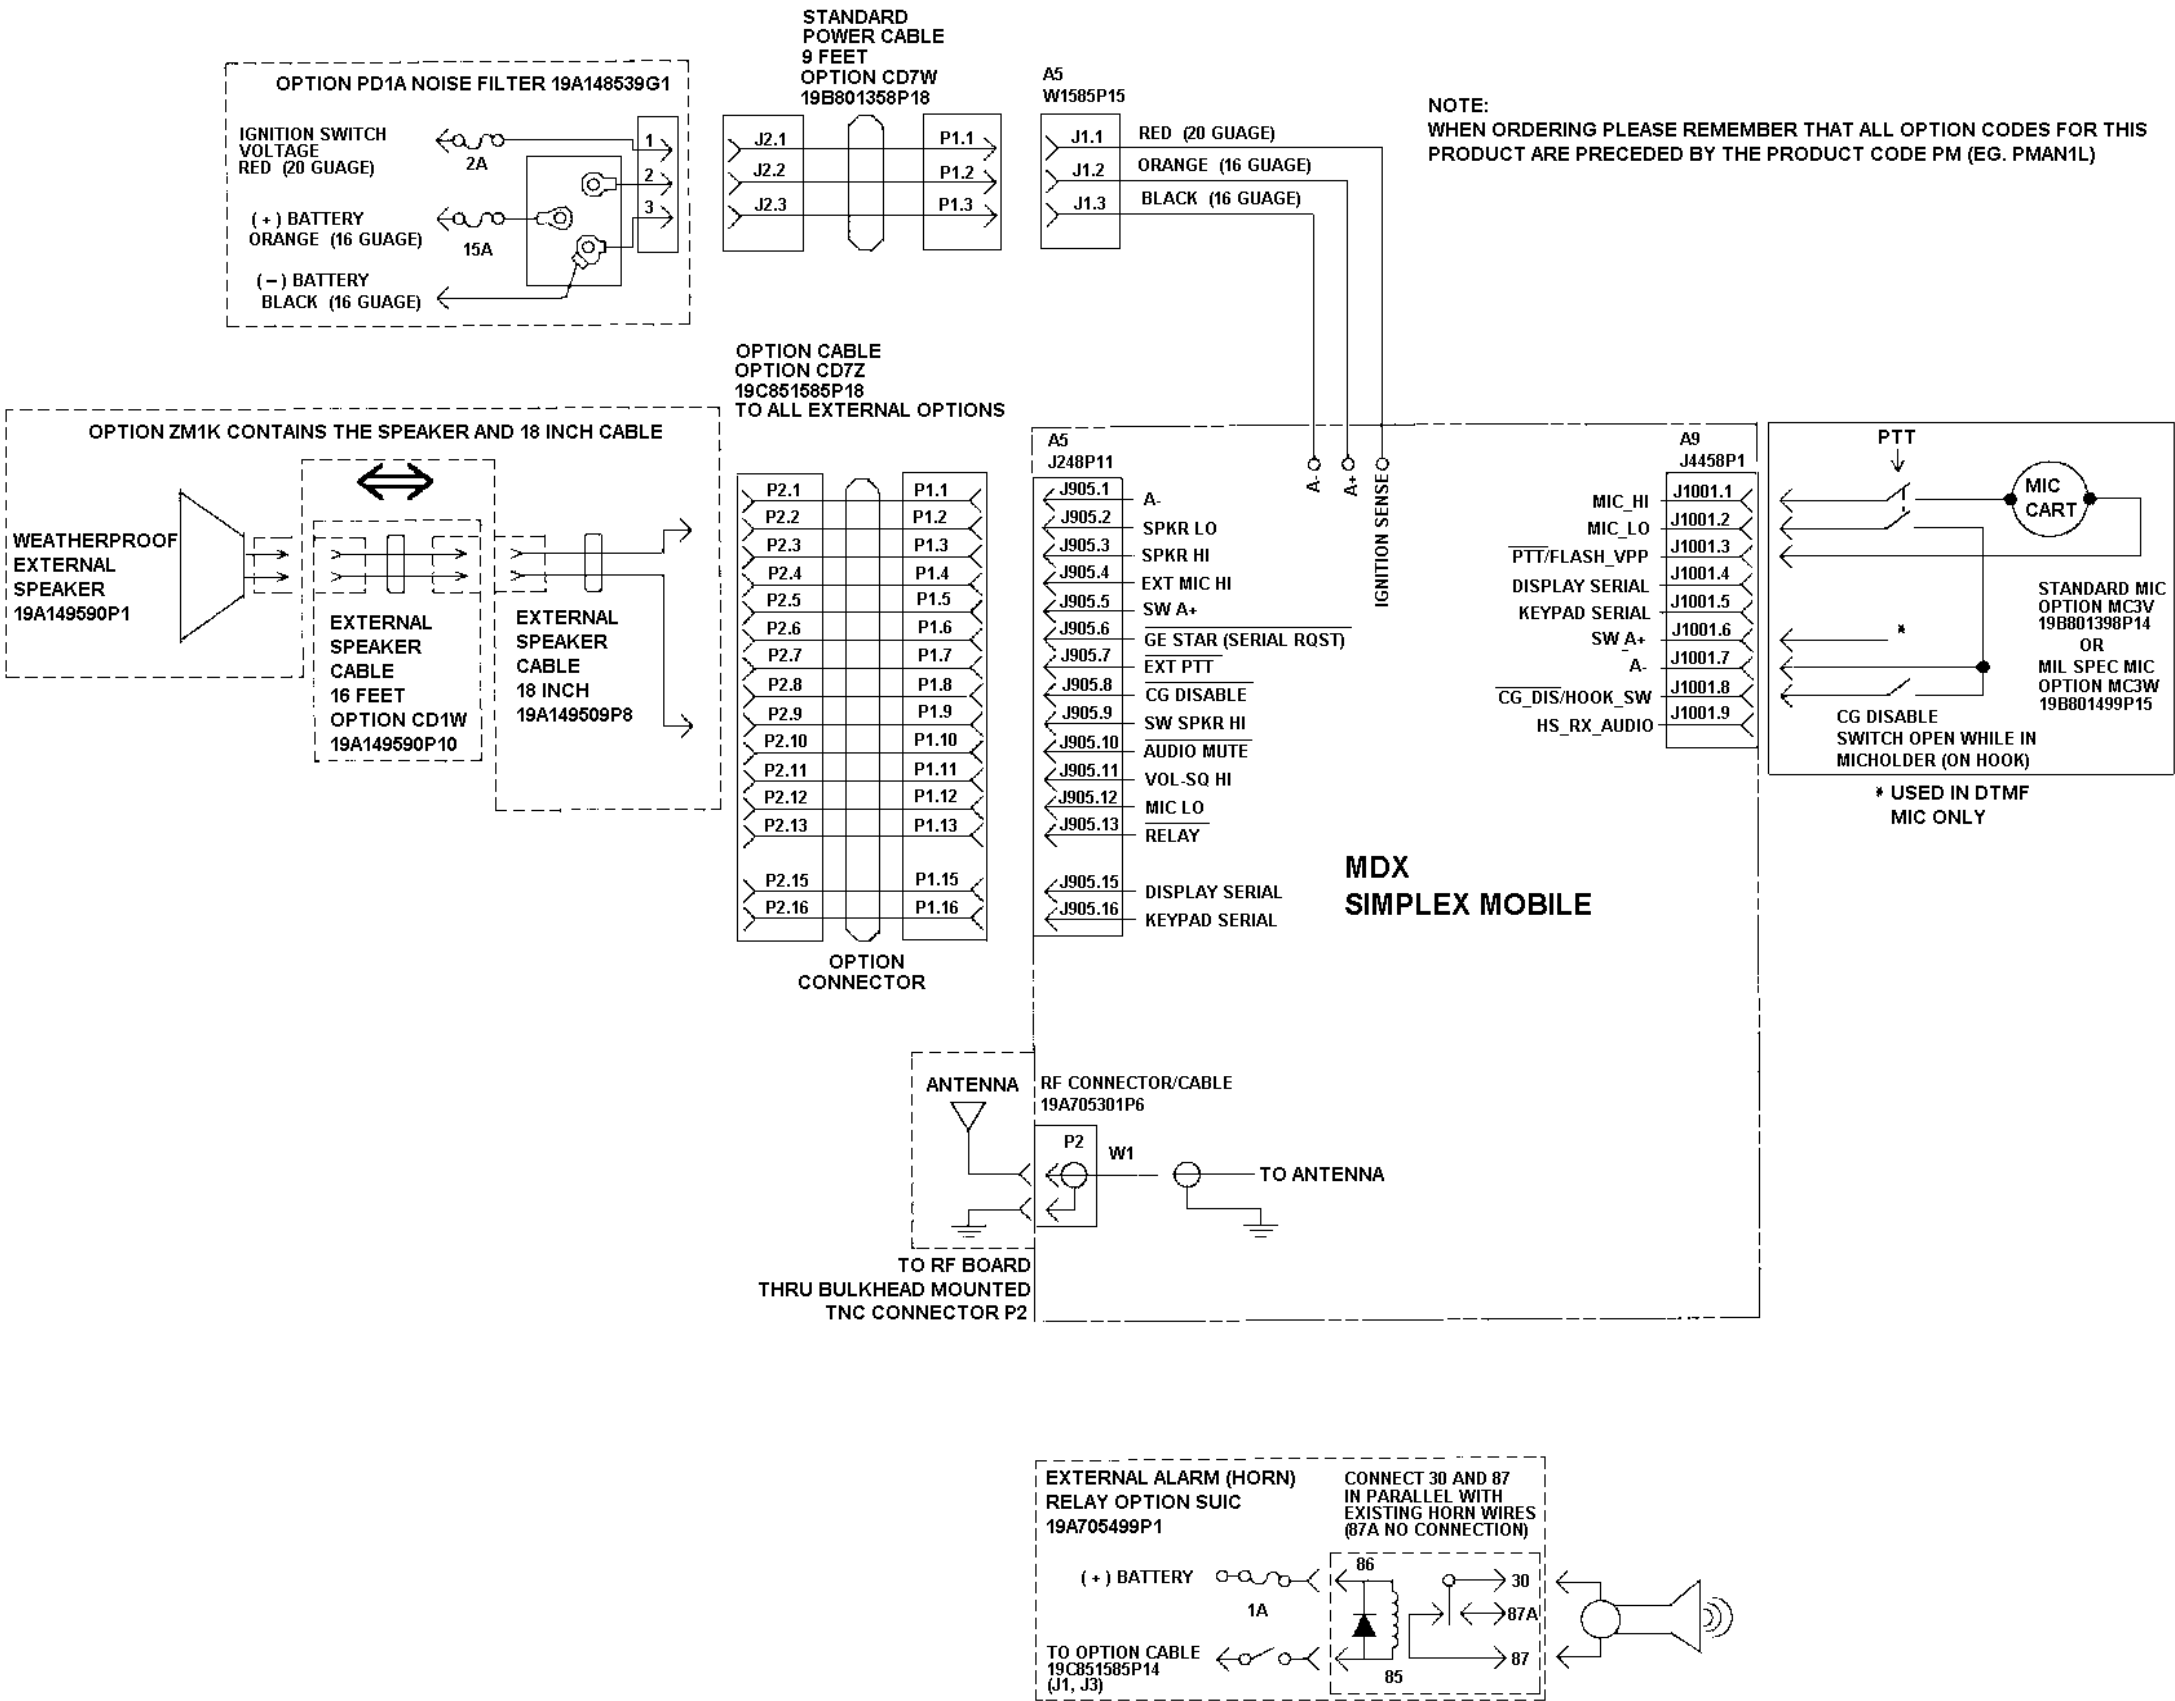 STANDARD
POWER CABLE
9 FEET
OPTION CD7W
19B801358P18
OPTION PD1A NOISE FILTER 19A148539G1
IGNITION SWITCH
VOLTAGE
RED (20 GUAGE)
2A
( + ) BATTERY
ORANGE (16 GUAGE)
15A
( − ) BATTERY
BLACK (16 GUAGE)
1
2
3
J2.1
J2.2
J2.3
P1.1
P1.2
P1.3
A5
W1585P15
J1.1
J1.2
J1.3
RED (20 GUAGE)
ORANGE (16 GUAGE)
BLACK (16 GUAGE)
NOTE:
WHEN ORDERING PLEASE REMEMBER THAT ALL OPTION CODES FOR THIS
PRODUCT ARE PRECEDED BY THE PRODUCT CODE PM (EG. PMAN1L)
OPTION CABLE
OPTION CD7Z
19C851585P18
TO ALL EXTERNAL OPTIONS
OPTION ZM1K CONTAINS THE SPEAKER AND 18 INCH CABLE
WEATHERPROOF
EXTERNAL
SPEAKER
19A149590P1
EXTERNAL
SPEAKER
CABLE
16 FEET
OPTION CD1W
19A149590P10
EXTERNAL
SPEAKER
CABLE
18 INCH
19A149509P8
P2.1
P2.2
P2.3
P2.4
P2.5
P2.6
P2.7
P2.8
P2.9
P2.10
P2.11
P2.12
P2.13
P2.15
P2.16
P1.1
P1.2
P1.3
P1.4
P1.5
P1.6
P1.7
P1.8
P1.9
P1.10
P1.11
P1.12
P1.13
P1.15
P1.16
OPTION
CONNECTOR
A5
J248P11
J905.1 A-
J905.2 SPKR LO
J905.3 SPKR HI
J905.4 EXT MIC HI
J905.5 SW A+
J905.6 GE STAR (SERIAL RQST)
J905.7 EXT PTT
J905.8 CG DISABLE
J905.9 SW SPKR HI
J905.10 AUDIO MUTE
J905.11 VOL-SQ HI
J905.12 MIC LO
J905.13 RELAY
J905.15 DISPLAY SERIAL
J905.16 KEYPAD SERIAL
A-
A+
IGNITION SENSE
MDX
SIMPLEX MOBILE
A9
J4458P1
MIC_HI J1001.1
MIC_LO J1001.2
PTT/FLASH_VPP J1001.3
DISPLAY SERIAL J1001.4
KEYPAD SERIAL J1001.5
SW_A+ J1001.6
A- J1001.7
CG_DIS/HOOK_SW J1001.8
HS_RX_AUDIO J1001.9
PTT
MIC
CART
*
STANDARD MIC
OPTION MC3V
19B801398P14
OR
MIL SPEC MIC
OPTION MC3W
19B801499P15
CG DISABLE
SWITCH OPEN WHILE IN
MICHOLDER (ON HOOK)
* USED IN DTMF
MIC ONLY
ANTENNA
RF CONNECTOR/CABLE
19A705301P6
P2
W1
TO ANTENNA
TO RF BOARD
THRU BULKHEAD MOUNTED
TNC CONNECTOR P2
EXTERNAL ALARM (HORN)
RELAY OPTION SUIC
19A705499P1
CONNECT 30 AND 87
IN PARALLEL WITH
EXISTING HORN WIRES
(87A NO CONNECTION)
( + ) BATTERY
1A
86
30
87A
87
85
TO OPTION CABLE
19C851585P14
(J1, J3)